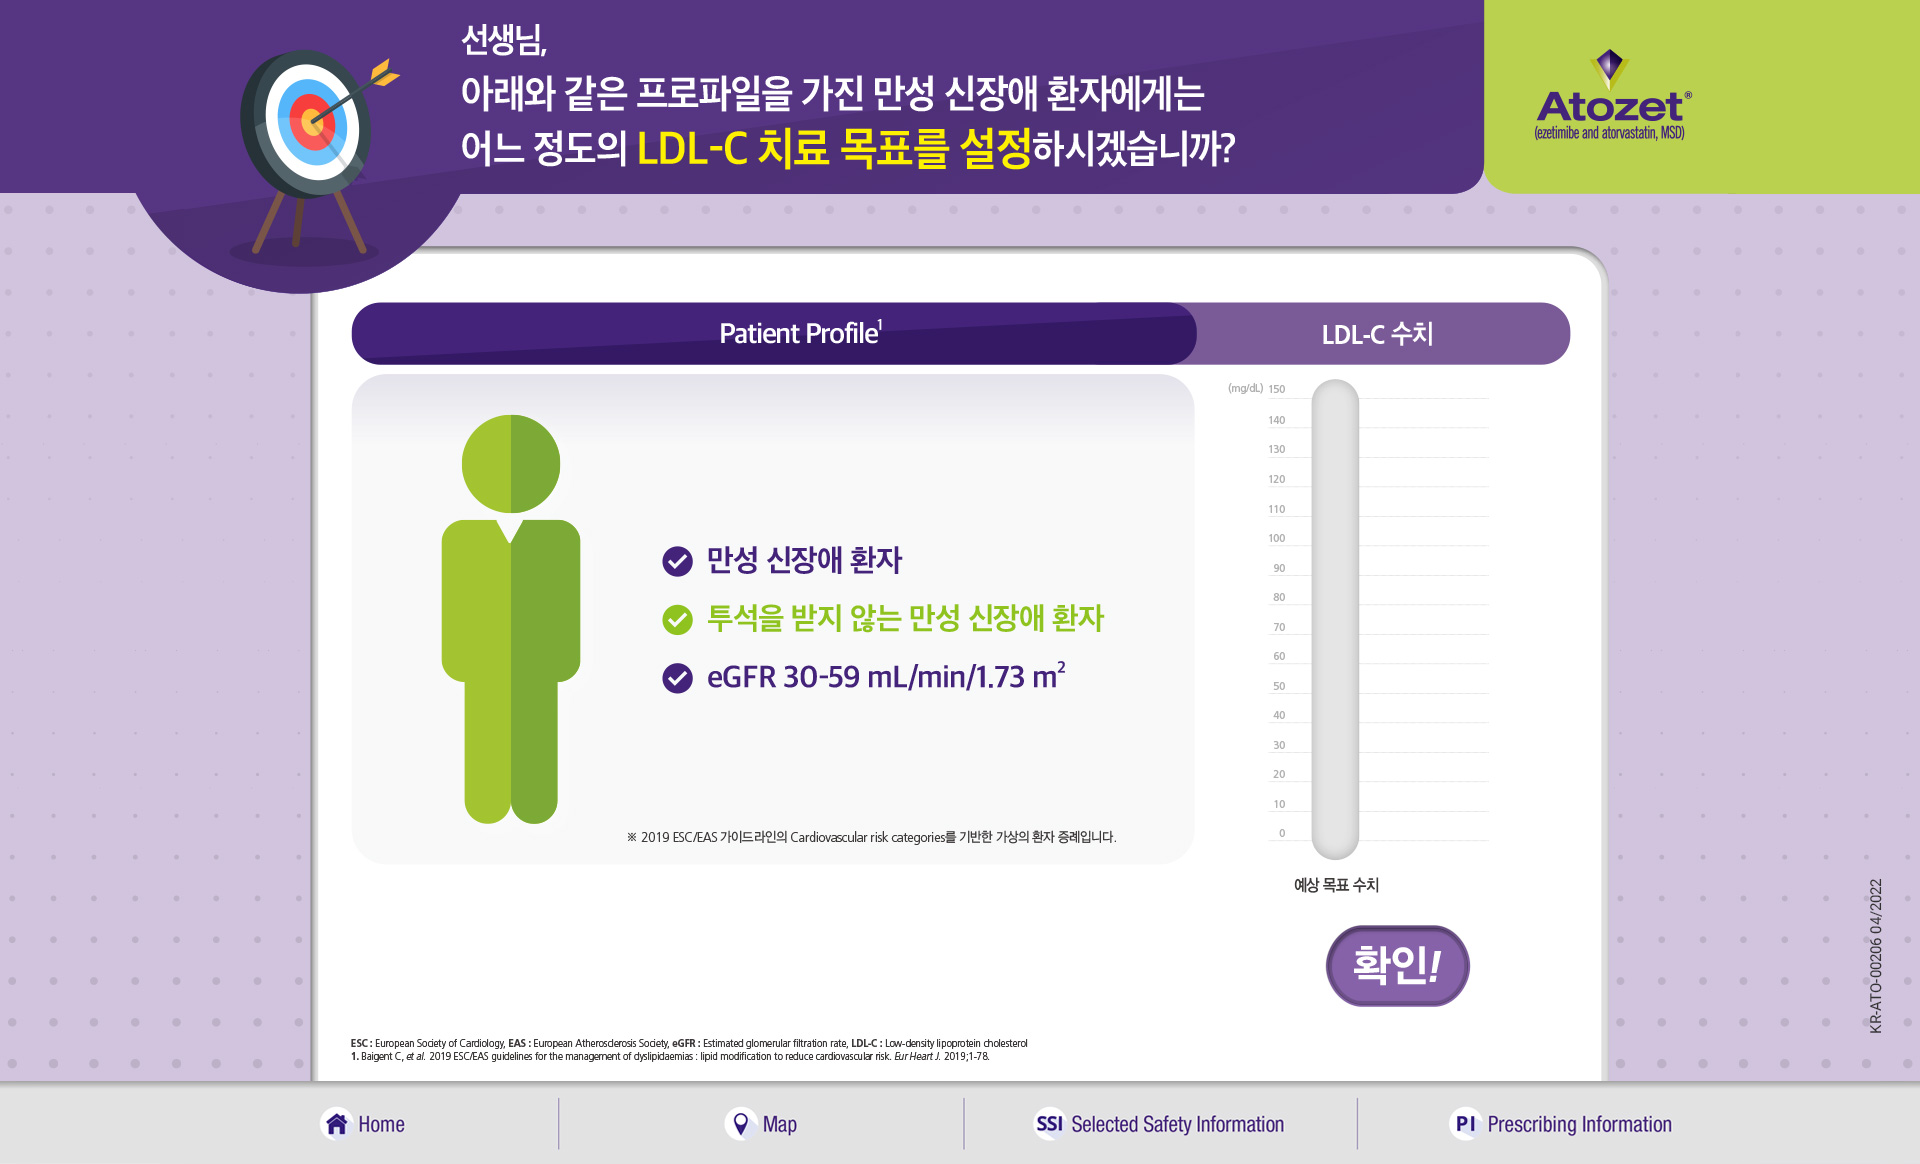 선생님,
아래와 같은 프로파일을 가진 만성 신장애 환자에게는
어느 정도의 LDL-C 치료 목표를 설정하시겠습니까?
Atozet®
(ezetimibe and atorvastatin, MSD)
Patient Profile¹
LDL-C 수치
(mg/dL) 150
140
130
120
110
100
90
80
70
60
50
40
30
20
10
0
만성 신장애 환자
투석을 받지 않는 만성 신장애 환자
eGFR 30-59 mL/min/1.73 m²
※ 2019 ESC/EAS 가이드라인의 Cardiovascular risk categories를 기반한 가상의 환자 증례입니다.
예상 목표 수치
확인!
KR-ATO-00206 04/2022
ESC : European Society of Cardiology, EAS : European Atherosclerosis Society, eGFR : Estimated glomerular filtration rate, LDL-C : Low-density lipoprotein cholesterol
1. Baigent C, et al. 2019 ESC/EAS guidelines for the management of dyslipidaemias : lipid modification to reduce cardiovascular risk. Eur Heart J. 2019;1-78.
Home
Map
SSI Selected Safety Information
PI Prescribing Information